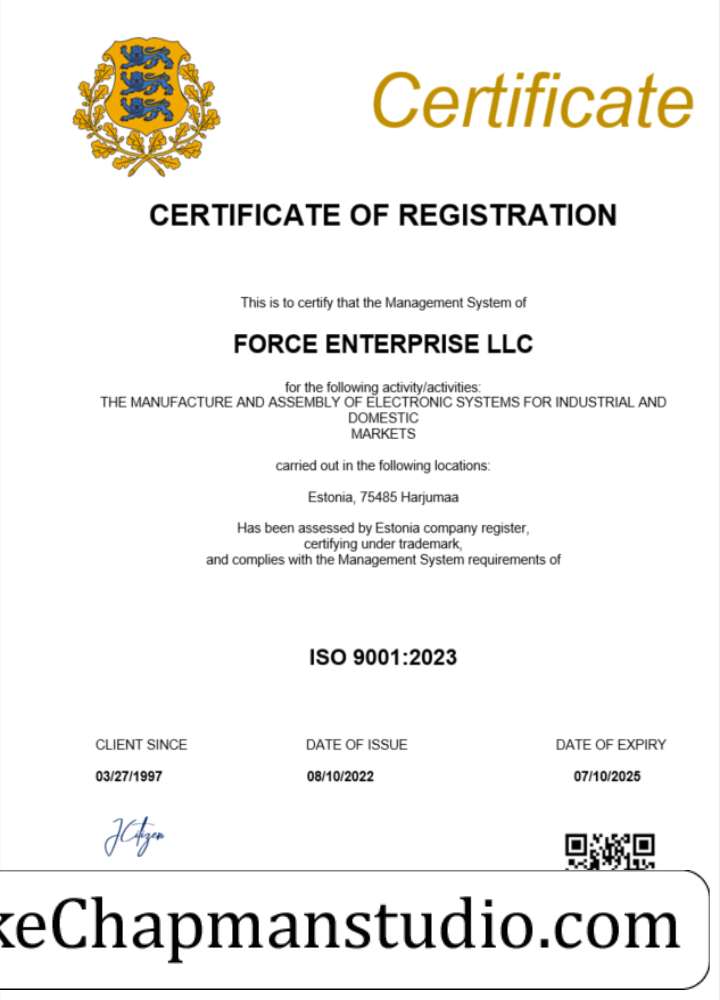 Certificate
CERTIFICATE OF REGISTRATION
This is to certify that the Management System of
FORCE ENTERPRISE LLC
for the following activity/activities:
THE MANUFACTURE AND ASSEMBLY OF ELECTRONIC SYSTEMS FOR INDUSTRIAL AND
DOMESTIC
MARKETS
carried out in the following locations:
Estonia, 75485 Harjumaa
Has been assessed by Estonia company register,
certifying under trademark,
and complies with the Management System requirements of
ISO 9001:2023
CLIENT SINCE DATE OF ISSUE DATE OF EXPIRY
03/27/1997 08/10/2022 07/10/2025
JCitizen
keChapmanstudio.com